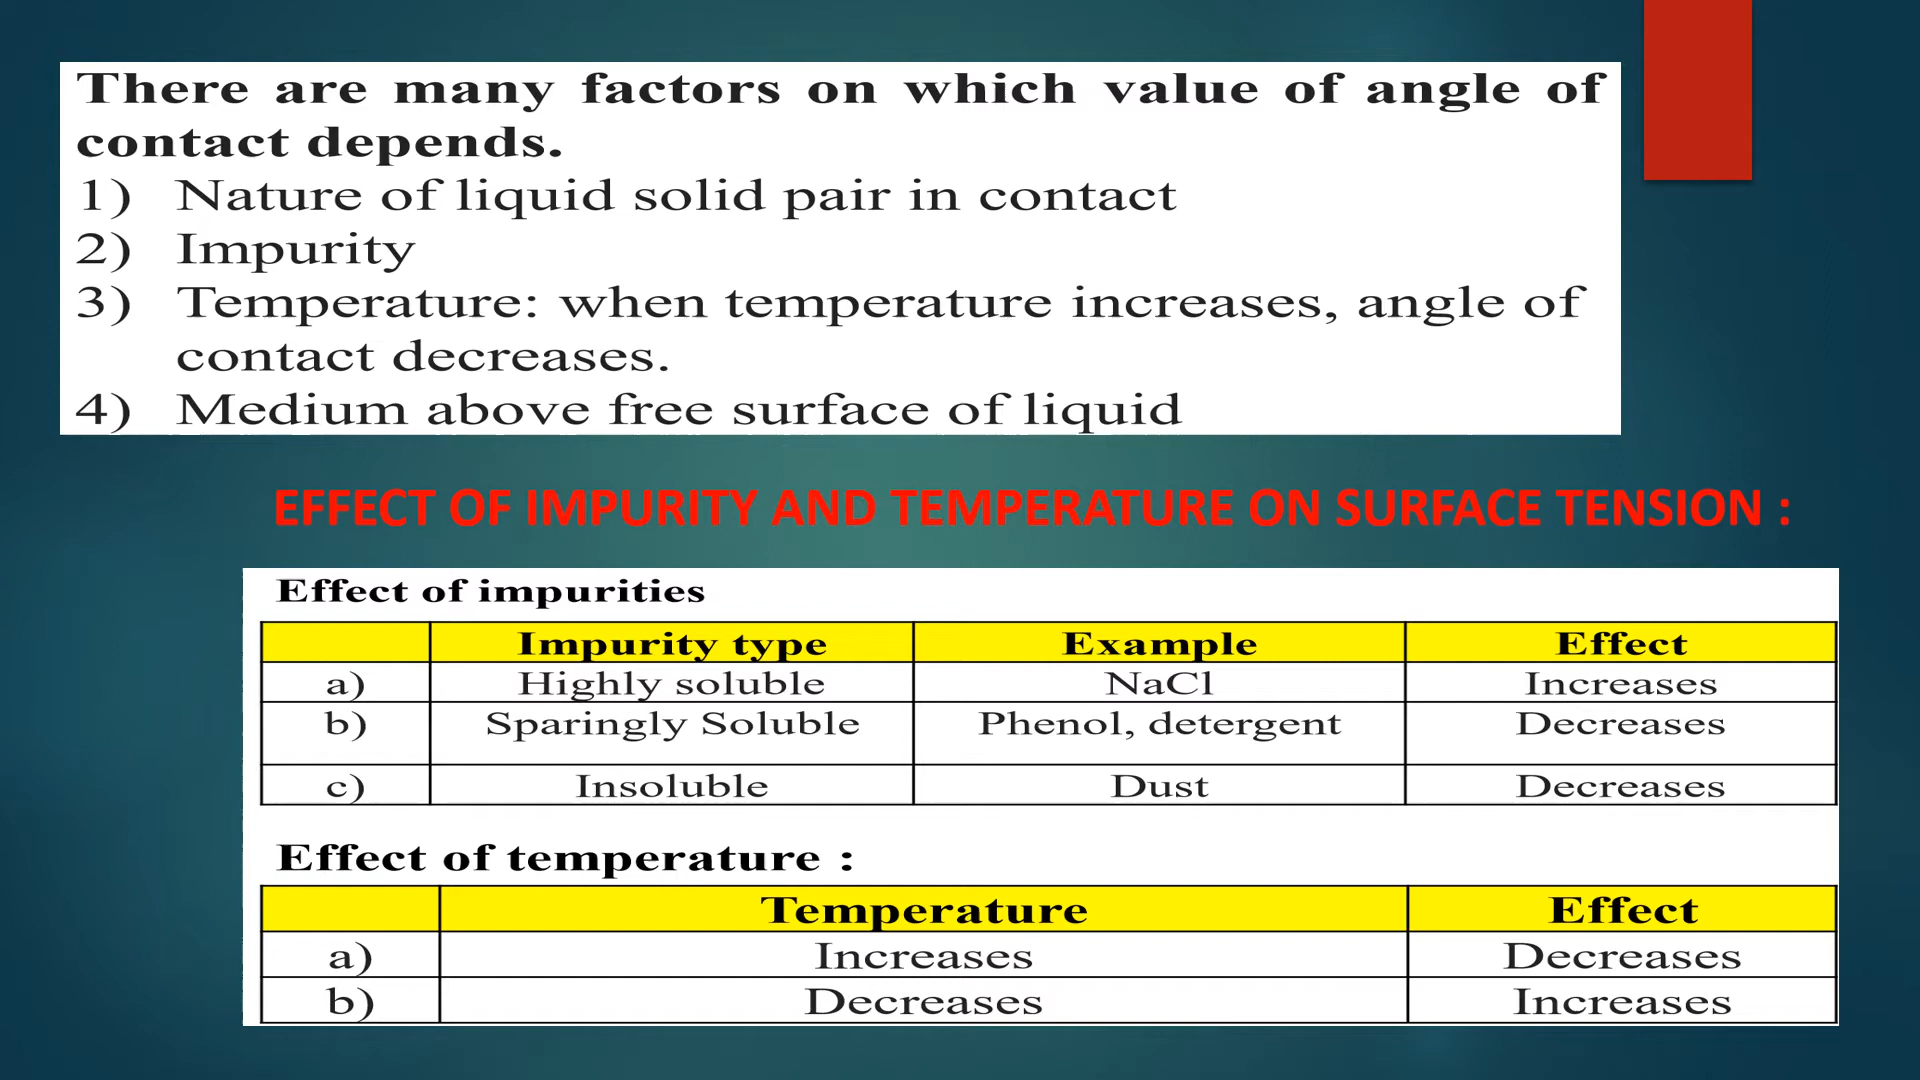 There are many factors on which value of angle of
contact depends.
1) Nature of liquid solid pair in contact
2) Impurity
3) Temperature: when temperature increases, angle of
contact decreases.
4) Medium above free surface of liquid
EFFECT OF IMPURITY AND TEMPERATURE ON SURFACE TENSION :
Effect of impurities
Impurity type Example Effect
a) Highly soluble NaCl Increases
b) Sparingly Soluble Phenol, detergent Decreases
c) Insoluble Dust Decreases
Effect of temperature :
Temperature Effect
a) Increases Decreases
b) Decreases Increases